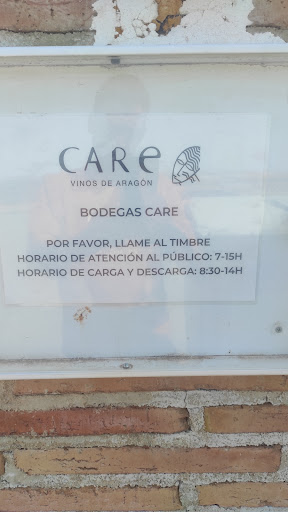 CARE
VINOS DE ARAGÓN
BODEGAS CARE
POR FAVOR, LLAME AL TIMBRE
HORARIO DE ATENCIÓN AL PÚBLICO: 7-15H
HORARIO DE CARGA Y DESCARGA: 8:30-14H